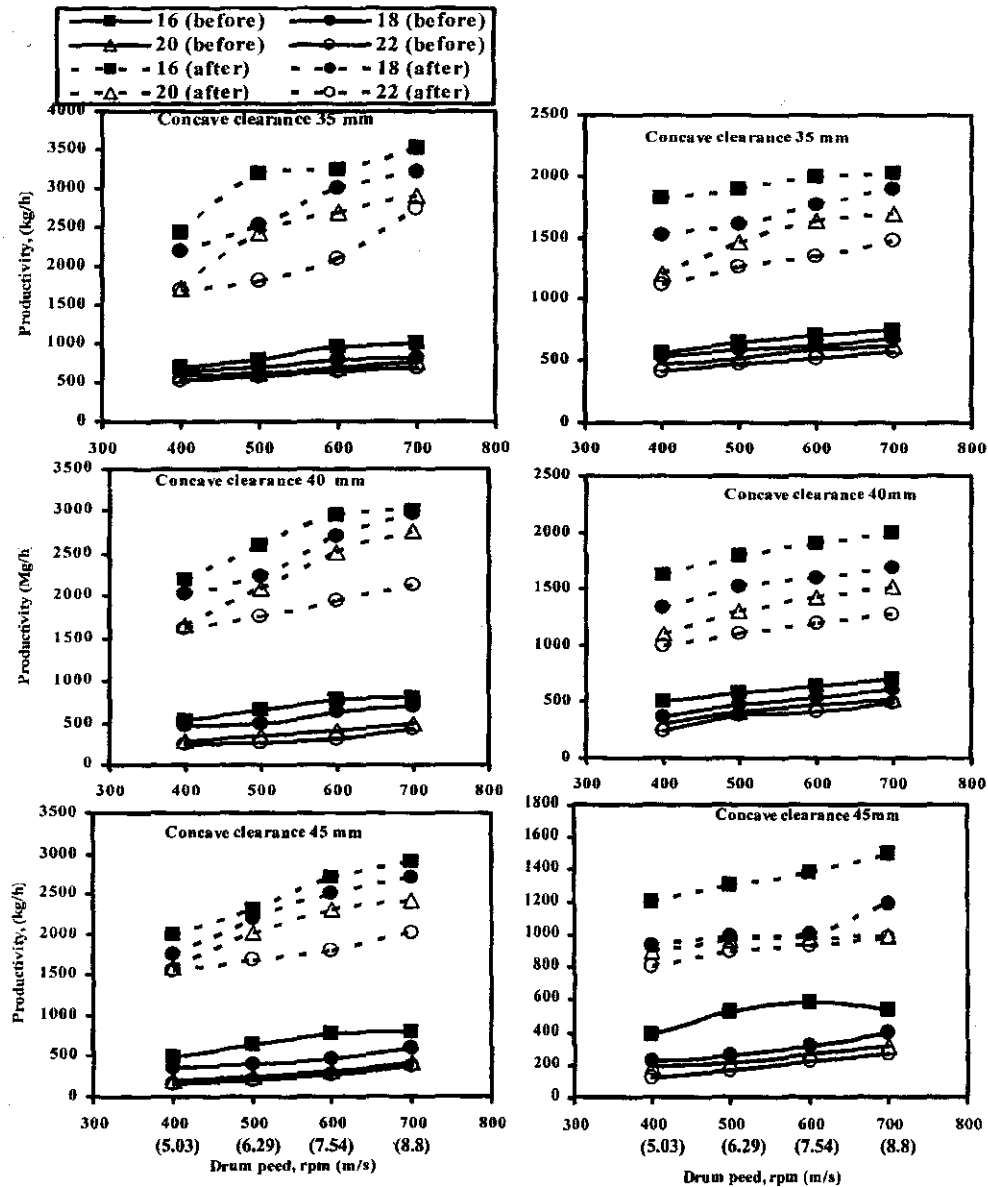 16 (before) 18 (before)
20 (before) 22 (before)
16 (after) 18 (after)
20 (after) 22 (after)
Concave clearance 35 mm
Productivity, (kg/h)
4000
3500
3000
2500
2000
1500
1000
500
0
300 400 500 600 700 800
Concave clearance 35 mm
2500
2000
1500
1000
500
0
300 400 500 600 700 800
Concave clearance 40 mm
Productivity (Mg/h)
3500
3000
2500
2000
1500
1000
500
0
300 400 500 600 700 800
Concave clearance 40mm
2500
2000
1500
1000
500
0
300 400 500 600 700 800
Concave clearance 45 mm
Productivity, (kg/h)
3500
3000
2500
2000
1500
1000
500
0
300 400 500 600 700 800
(5.03) (6.29) (7.54) (8.8)
Drum peed, rpm (m/s)
Concave clearance 45mm
1800
1600
1400
1200
1000
800
600
400
200
0
300 400 500 600 700 800
(5.03) (6.29) (7.54) (8.8)
Drum peed, rpm (m/s)